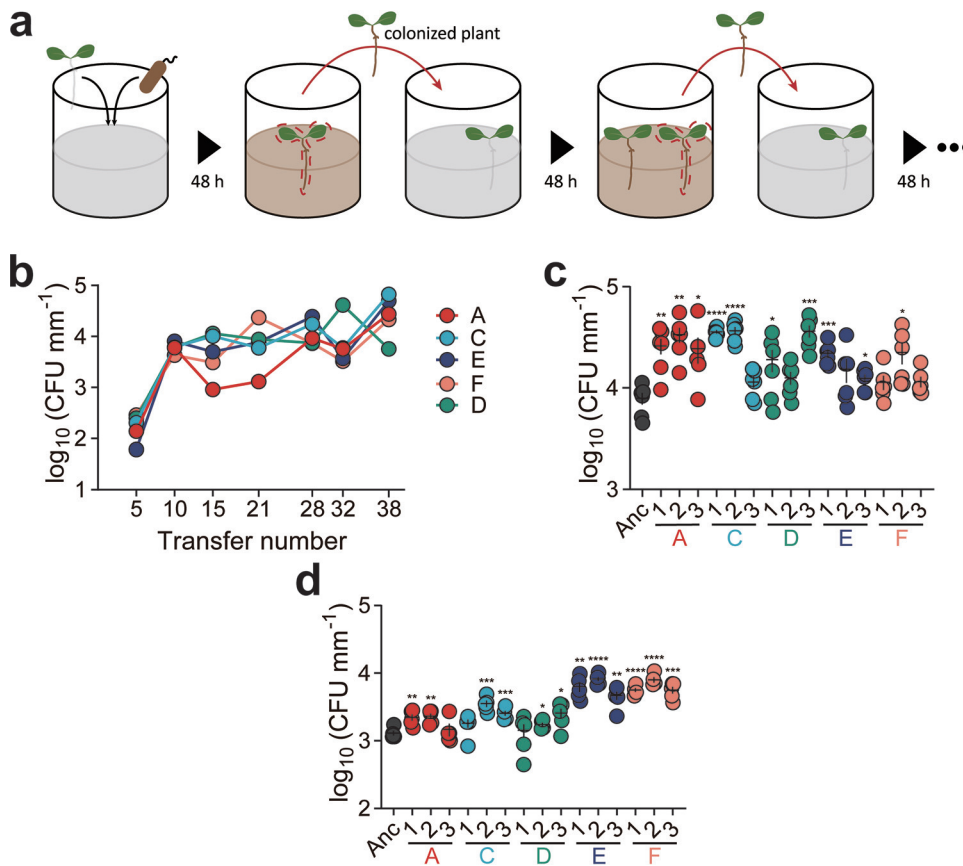 a
colonized plant
48 h
48 h
48 h
b
log₁₀ (CFU mm⁻¹)
5
4
3
2
1
5 10 15 21 28 32 38
Transfer number
A
C
E
F
D
c
log₁₀ (CFU mm⁻¹)
5
4
3
** ** * **** **** * *** *** * *
Anc 1 2 3 1 2 3 1 2 3 1 2 3 1 2 3
A C D E F
d
log₁₀ (CFU mm⁻¹)
5
4
3
2
** ** *** *** * * ** **** ** **** **** ***
Anc 1 2 3 1 2 3 1 2 3 1 2 3 1 2 3
A C D E F